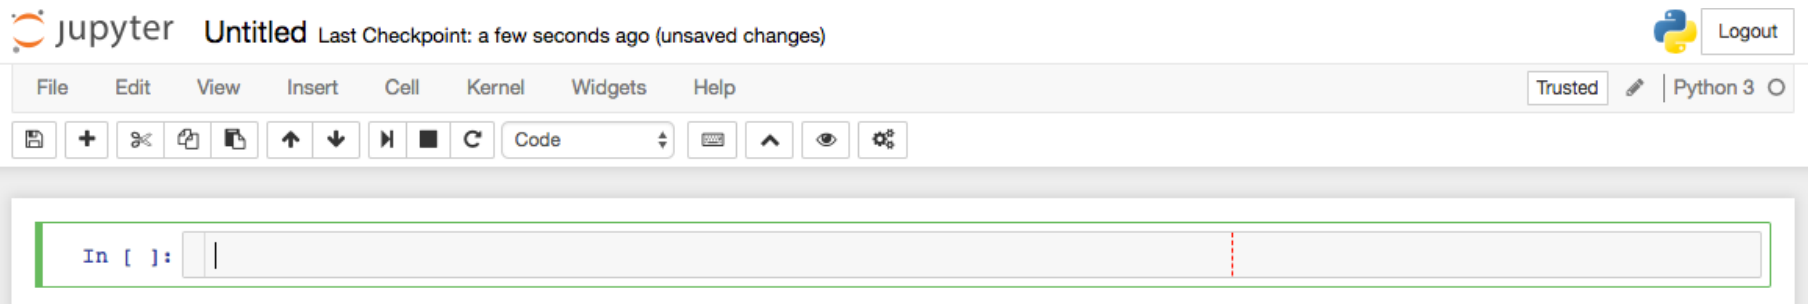 jupyter Untitled Last Checkpoint: a few seconds ago (unsaved changes) Logout
File Edit View Insert Cell Kernel Widgets Help Trusted Python 3
Code
In [ ]: